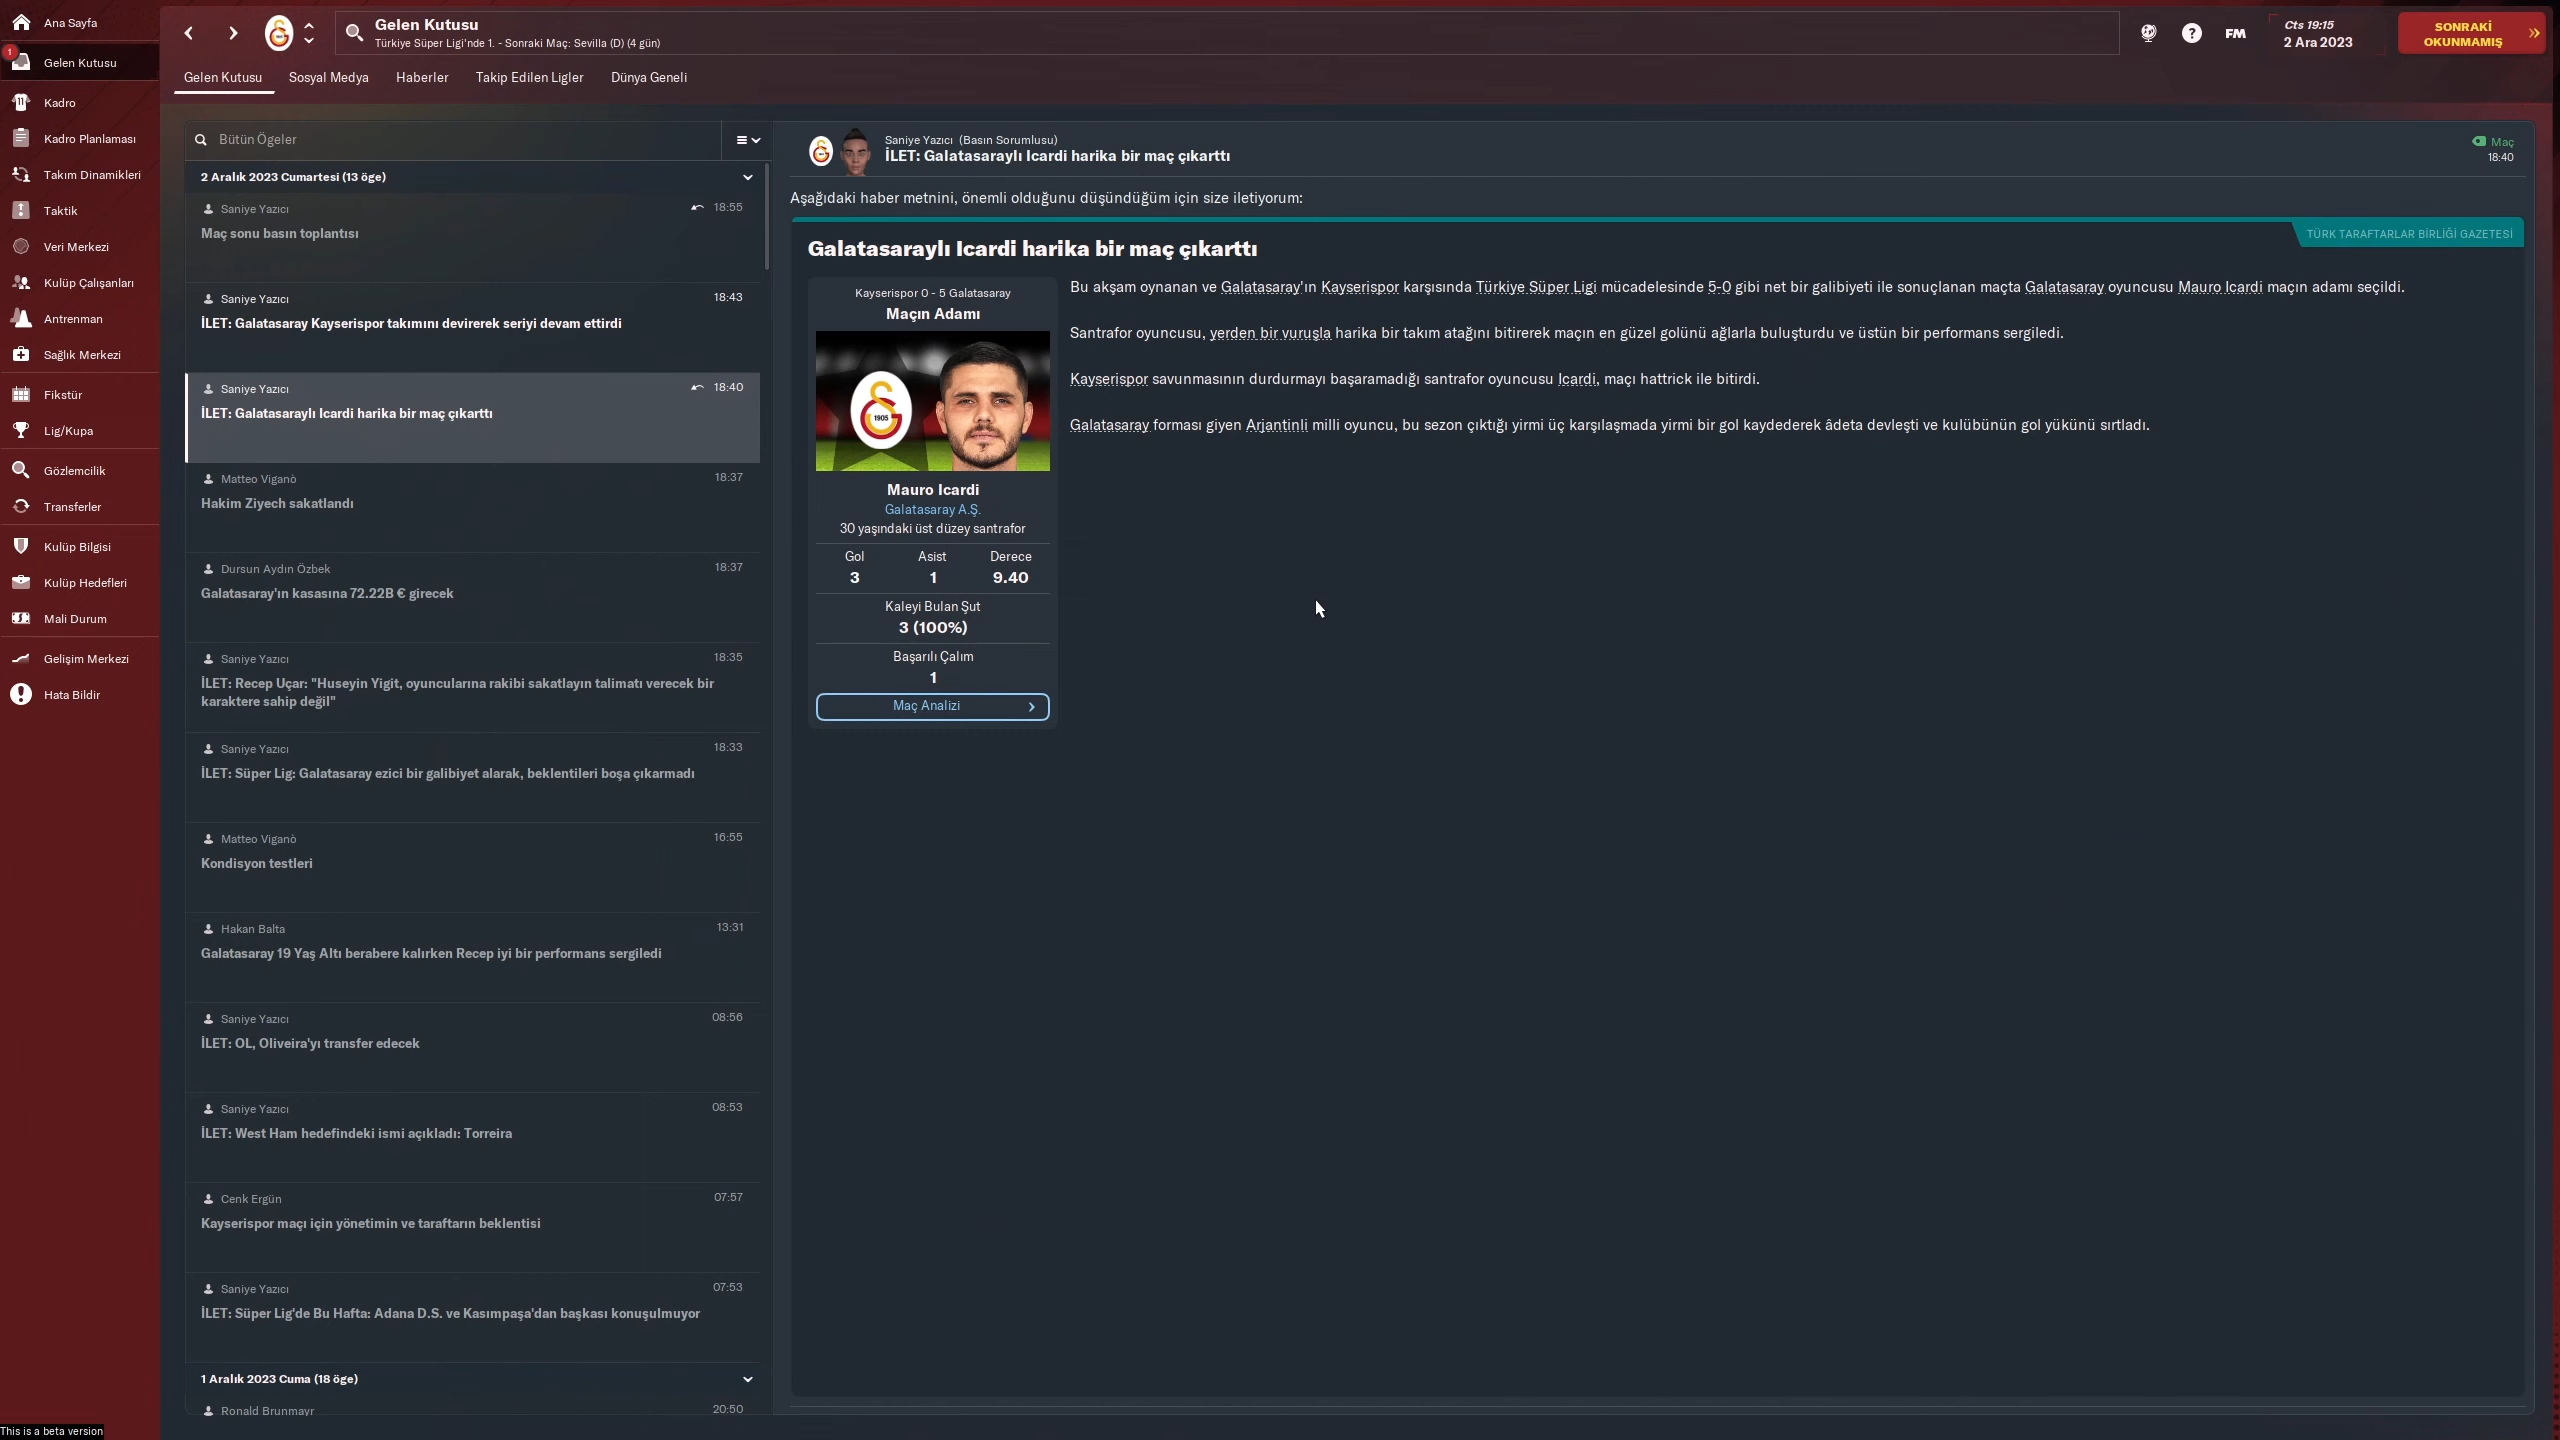 Ana Sayfa
1
Gelen Kutusu
Kadro
Kadro Planlaması
Takım Dinamikleri
Taktik
Veri Merkezi
Kulüp Çalışanları
Antrenman
Sağlık Merkezi
Fikstür
Lig/Kupa
Gözlemcilik
Transferler
Kulüp Bilgisi
Kulüp Hedefleri
Mali Durum
Gelişim Merkezi
Hata Bildir
This is a beta version
Gelen Kutusu
Türkiye Süper Ligi'nde 1. - Sonraki Maç: Sevilla (D) (4 gün)
FM
Cts 19:15
2 Ara 2023
SONRAKİ
OKUNMAMIŞ
Gelen Kutusu Sosyal Medya Haberler Takip Edilen Ligler Dünya Geneli
Bütün Ögeler
2 Aralık 2023 Cumartesi (13 öge)
Saniye Yazıcı 18:55
Maç sonu basın toplantısı
Saniye Yazıcı 18:43
İLET: Galatasaray Kayserispor takımını devirerek seriyi devam ettirdi
Saniye Yazıcı 18:40
İLET: Galatasaraylı Icardi harika bir maç çıkarttı
Matteo Viganò 18:37
Hakim Ziyech sakatlandı
Dursun Aydın Özbek 18:37
Galatasaray'ın kasasına 72.22B € girecek
Saniye Yazıcı 18:35
İLET: Recep Uçar: "Huseyin Yigit, oyuncularına rakibi sakatlayın talimatı verecek bir
karaktere sahip değil"
Saniye Yazıcı 18:33
İLET: Süper Lig: Galatasaray ezici bir galibiyet alarak, beklentileri boşa çıkarmadı
Matteo Viganò 16:55
Kondisyon testleri
Hakan Balta 13:31
Galatasaray 19 Yaş Altı berabere kalırken Recep iyi bir performans sergiledi
Saniye Yazıcı 08:56
İLET: OL, Oliveira'yı transfer edecek
Saniye Yazıcı 08:53
İLET: West Ham hedefindeki ismi açıkladı: Torreira
Cenk Ergün 07:57
Kayserispor maçı için yönetimin ve taraftarın beklentisi
Saniye Yazıcı 07:53
İLET: Süper Lig'de Bu Hafta: Adana D.S. ve Kasımpaşa'dan başkası konuşulmuyor
1 Aralık 2023 Cuma (18 öge)
Ronald Brunmayr 20:50
Saniye Yazıcı (Basın Sorumlusu)
İLET: Galatasaraylı Icardi harika bir maç çıkarttı
Maç
18:40
Aşağıdaki haber metnini, önemli olduğunu düşündüğüm için size iletiyorum:
TÜRK TARAFTARLAR BİRLİĞİ GAZETESİ
Galatasaraylı Icardi harika bir maç çıkarttı
Kayserispor 0 - 5 Galatasaray
Maçın Adamı
1905
Mauro Icardi
Galatasaray A.Ş.
30 yaşındaki üst düzey santrafor
Gol Asist Derece
3 1 9.40
Kaleyi Bulan Şut
3 (100%)
Başarılı Çalım
1
Maç Analizi
Bu akşam oynanan ve Galatasaray'ın Kayserispor karşısında Türkiye Süper Ligi mücadelesinde 5-0 gibi net bir galibiyeti ile sonuçlanan maçta Galatasaray oyuncusu Mauro Icardi maçın adamı seçildi.
Santrafor oyuncusu, yerden bir vuruşla harika bir takım atağını bitirerek maçın en güzel golünü ağlarla buluşturdu ve üstün bir performans sergiledi.
Kayserispor savunmasının durdurmayı başaramadığı santrafor oyuncusu Icardi, maçı hattrick ile bitirdi.
Galatasaray forması giyen Arjantinli milli oyuncu, bu sezon çıktığı yirmi üç karşılaşmada yirmi bir gol kaydederek âdeta devleşti ve kulübünün gol yükünü sırtladı.